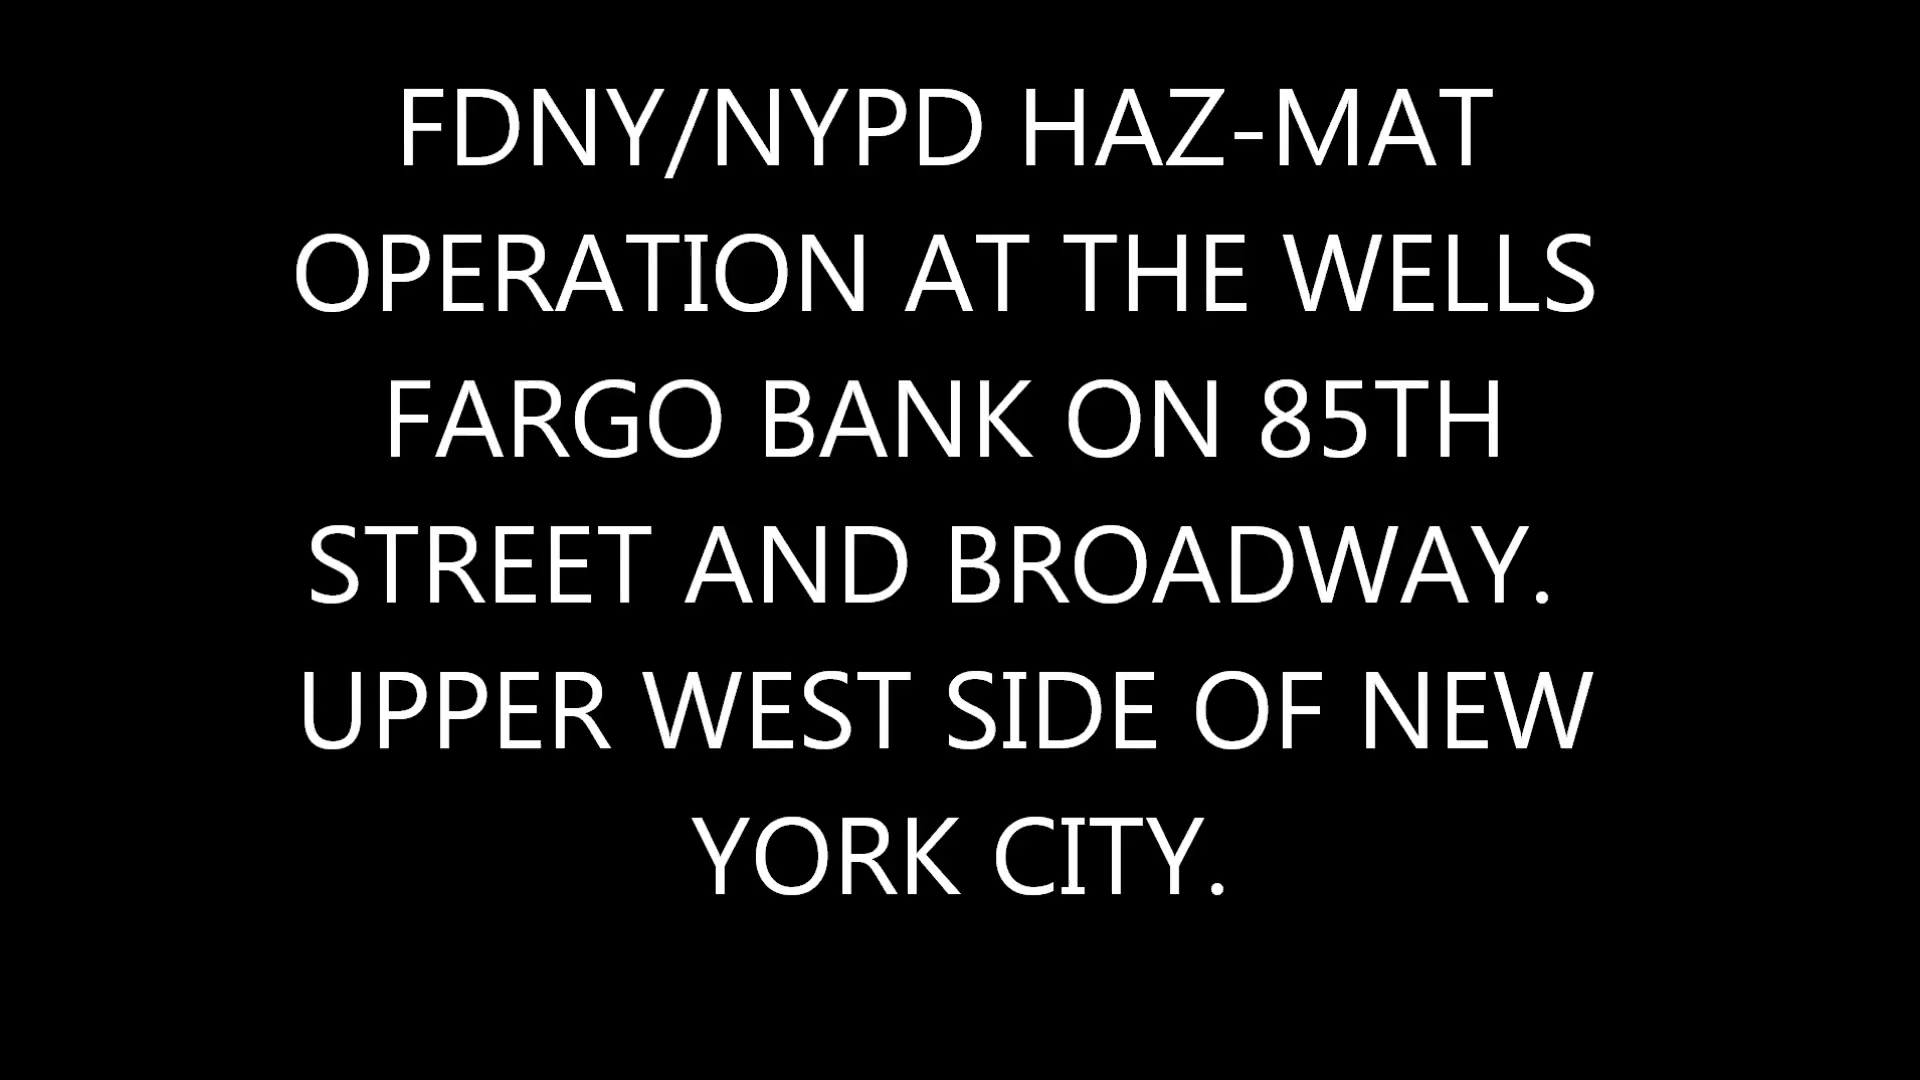 FDNY/NYPD HAZ-MAT
OPERATION AT THE WELLS
FARGO BANK ON 85TH
STREET AND BROADWAY.
UPPER WEST SIDE OF NEW
YORK CITY.